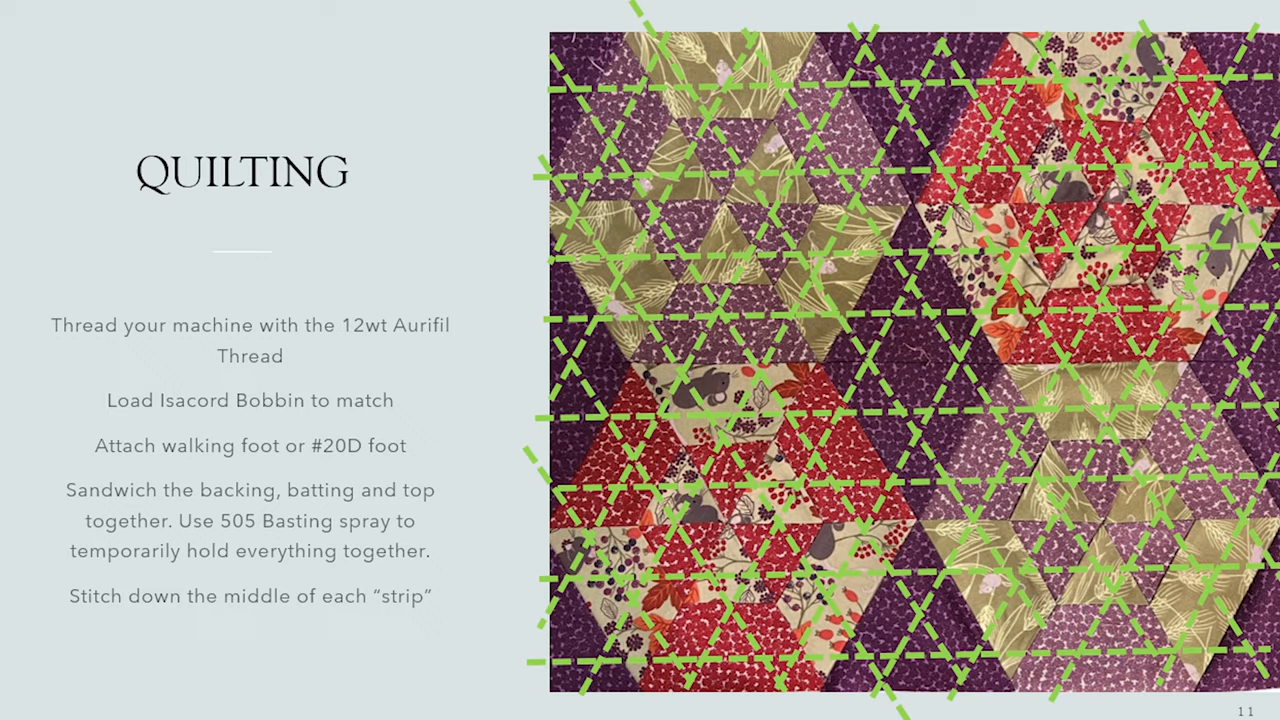 QUILTING
Thread your machine with the 12wt Aurifil
Thread
Load Isacord Bobbin to match
Attach walking foot or #20D foot
Sandwich the backing, batting and top
together. Use 505 Basting spray to
temporarily hold everything together.
Stitch down the middle of each “strip”
11